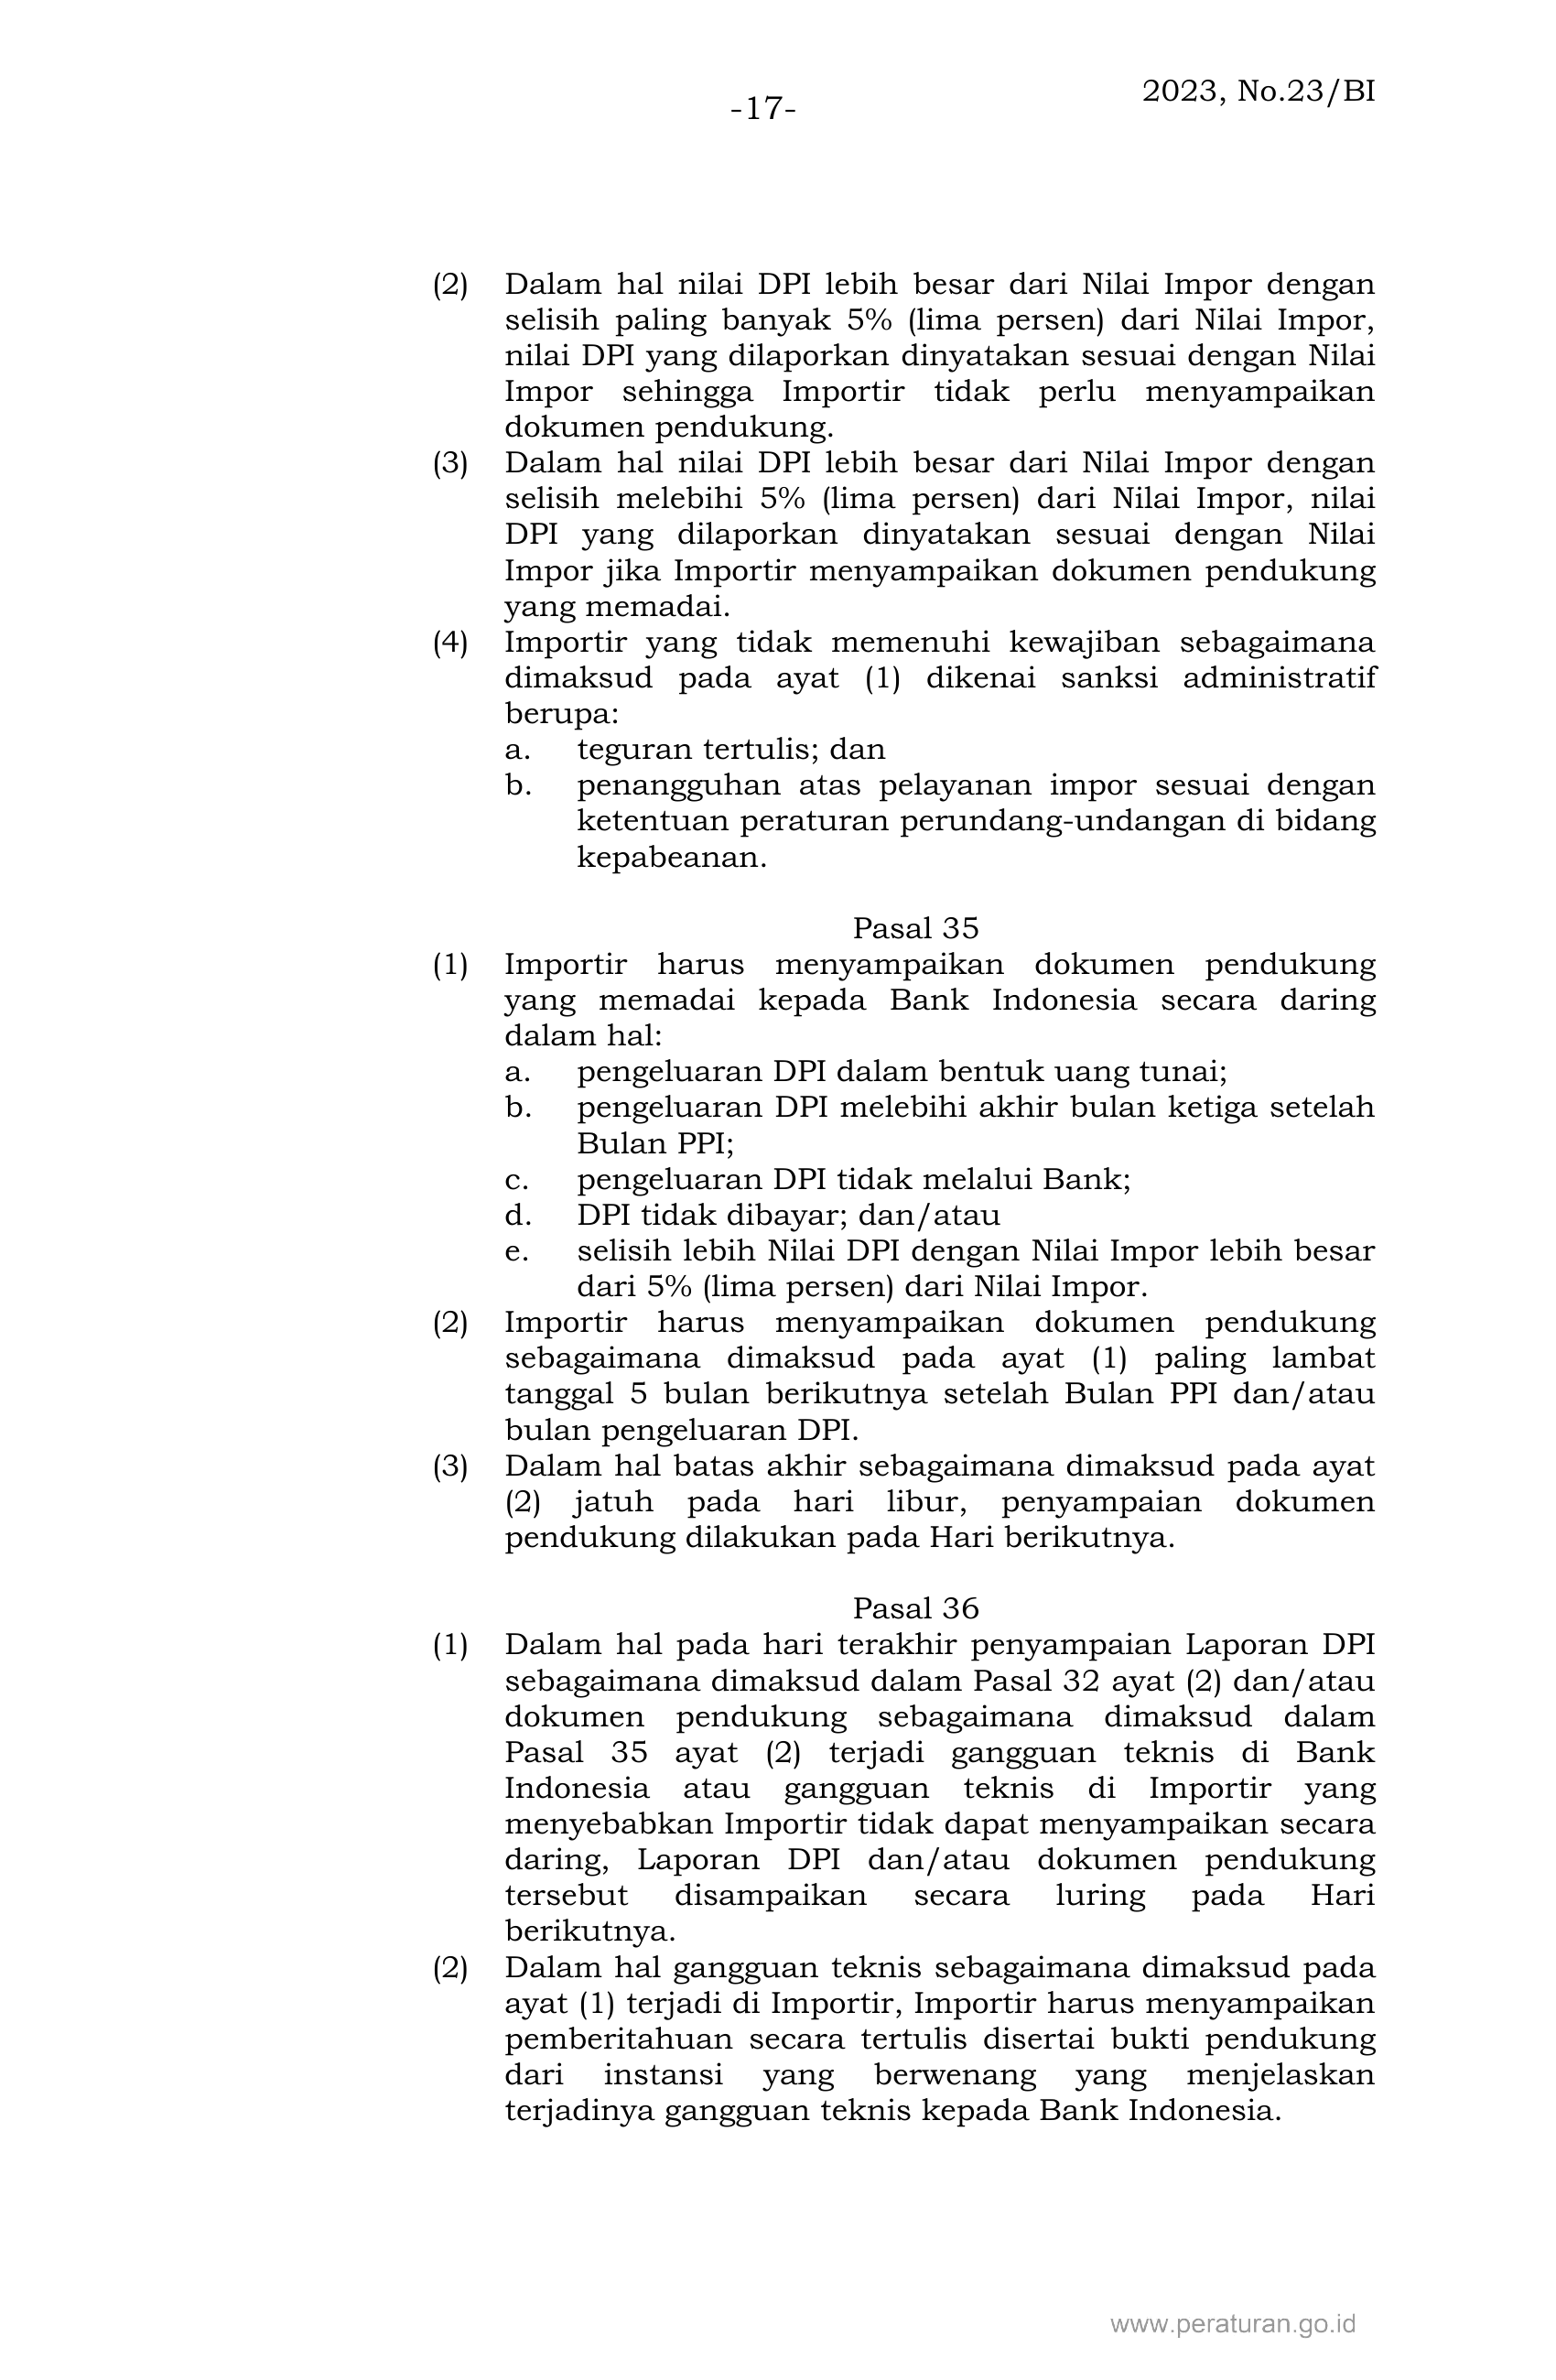 2023, No.23/BI
-17-
(2) Dalam hal nilai DPI lebih besar dari Nilai Impor dengan
selisih paling banyak 5% (lima persen) dari Nilai Impor,
nilai DPI yang dilaporkan dinyatakan sesuai dengan Nilai
Impor sehingga Importir tidak perlu menyampaikan
dokumen pendukung.
(3) Dalam hal nilai DPI lebih besar dari Nilai Impor dengan
selisih melebihi 5% (lima persen) dari Nilai Impor, nilai
DPI yang dilaporkan dinyatakan sesuai dengan Nilai
Impor jika Importir menyampaikan dokumen pendukung
yang memadai.
(4) Importir yang tidak memenuhi kewajiban sebagaimana
dimaksud pada ayat (1) dikenai sanksi administratif
berupa:
a. teguran tertulis; dan
b. penangguhan atas pelayanan impor sesuai dengan
ketentuan peraturan perundang-undangan di bidang
kepabeanan.
Pasal 35
(1) Importir harus menyampaikan dokumen pendukung
yang memadai kepada Bank Indonesia secara daring
dalam hal:
a. pengeluaran DPI dalam bentuk uang tunai;
b. pengeluaran DPI melebihi akhir bulan ketiga setelah
Bulan PPI;
c. pengeluaran DPI tidak melalui Bank;
d. DPI tidak dibayar; dan/atau
e. selisih lebih Nilai DPI dengan Nilai Impor lebih besar
dari 5% (lima persen) dari Nilai Impor.
(2) Importir harus menyampaikan dokumen pendukung
sebagaimana dimaksud pada ayat (1) paling lambat
tanggal 5 bulan berikutnya setelah Bulan PPI dan/atau
bulan pengeluaran DPI.
(3) Dalam hal batas akhir sebagaimana dimaksud pada ayat
(2) jatuh pada hari libur, penyampaian dokumen
pendukung dilakukan pada Hari berikutnya.
Pasal 36
(1) Dalam hal pada hari terakhir penyampaian Laporan DPI
sebagaimana dimaksud dalam Pasal 32 ayat (2) dan/atau
dokumen pendukung sebagaimana dimaksud dalam
Pasal 35 ayat (2) terjadi gangguan teknis di Bank
Indonesia atau gangguan teknis di Importir yang
menyebabkan Importir tidak dapat menyampaikan secara
daring, Laporan DPI dan/atau dokumen pendukung
tersebut disampaikan secara luring pada Hari
berikutnya.
(2) Dalam hal gangguan teknis sebagaimana dimaksud pada
ayat (1) terjadi di Importir, Importir harus menyampaikan
pemberitahuan secara tertulis disertai bukti pendukung
dari instansi yang berwenang yang menjelaskan
terjadinya gangguan teknis kepada Bank Indonesia.
www.peraturan.go.id